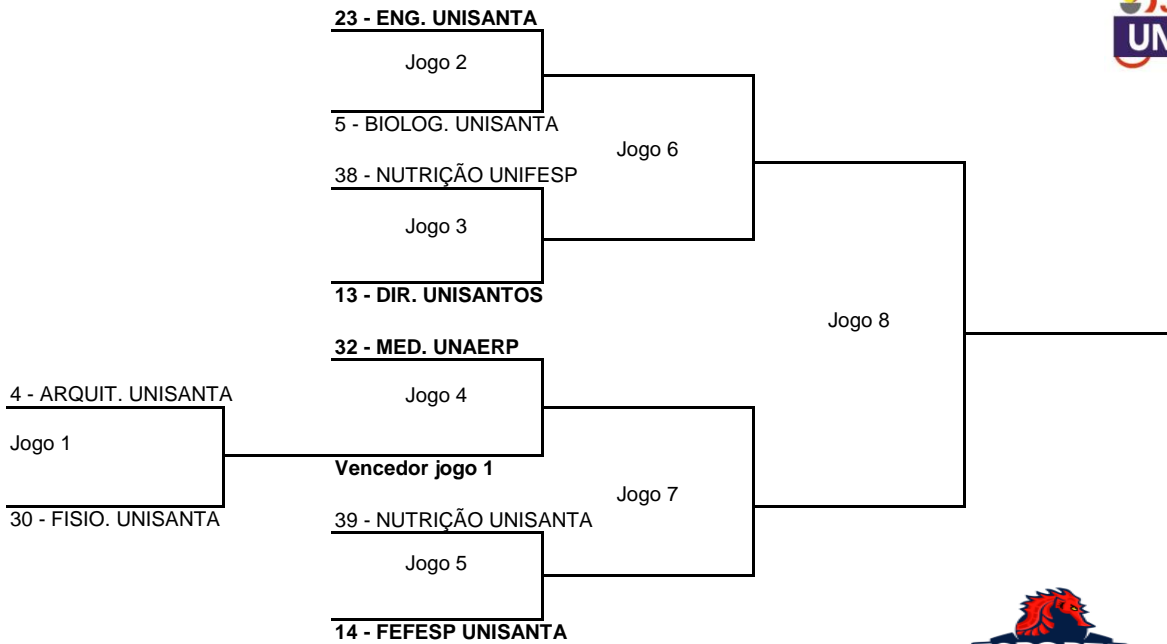 23 - ENG. UNISANTA
Jogo 2
5 - BIOLOG. UNISANTA
Jogo 6
38 - NUTRIÇÃO UNIFESP
Jogo 3
13 - DIR. UNISANTOS
Jogo 8
32 - MED. UNAERP
4 - ARQUIT. UNISANTA
Jogo 4
Jogo 1
Vencedor jogo 1
Jogo 7
30 - FISIO. UNISANTA
39 - NUTRIÇÃO UNISANTA
Jogo 5
14 - FEFESP UNISANTA